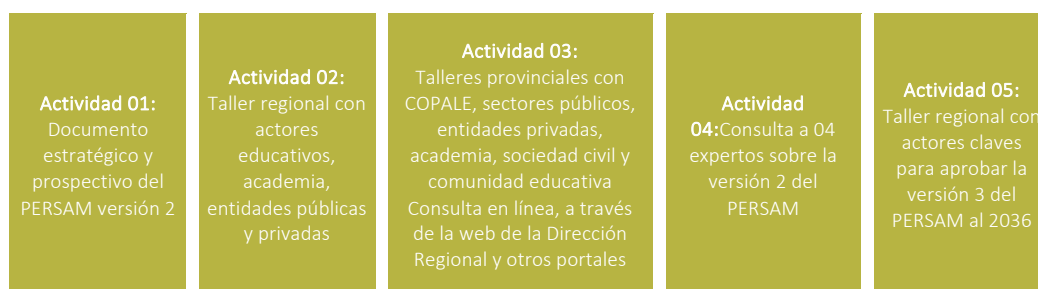 Actividad 01:
Documento
estratégico y
prospectivo del
PERSAM versión 2
Actividad 02:
Taller regional con
actores
educativos,
academia,
entidades públicas
y privadas
Actividad 03:
Talleres provinciales con
COPALE, sectores públicos,
entidades privadas,
academia, sociedad civil y
comunidad educativa
Consulta en línea, a través
de la web de la Dirección
Regional y otros portales
Actividad
04:Consulta a 04
expertos sobre la
versión 2 del
PERSAM
Actividad 05:
Taller regional con
actores claves
para aprobar la
versión 3 del
PERSAM al 2036